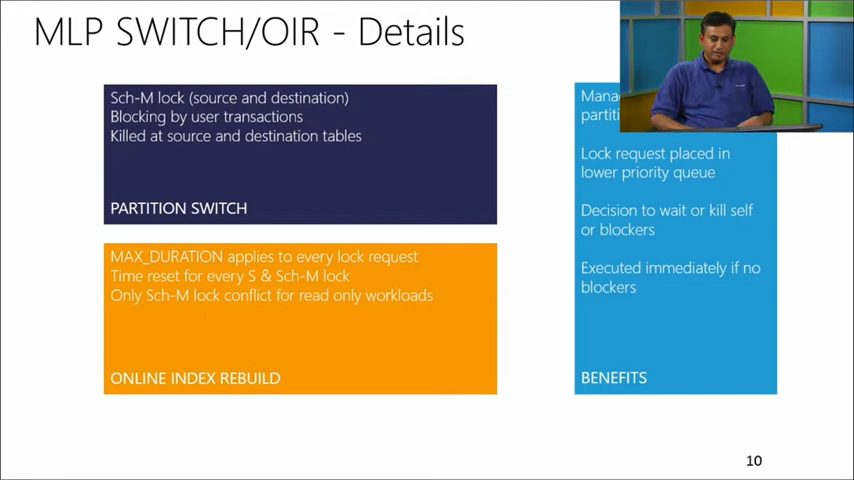 MLP SWITCH/OIR - Details
Sch-M lock (source and destination)
Blocking by user transactions
Killed at source and destination tables
PARTITION SWITCH
MAX_DURATION applies to every lock request
Time reset for every S & Sch-M lock
Only Sch-M lock conflict for read only workloads
ONLINE INDEX REBUILD
Lock request placed in
lower priority queue
Decision to wait or kill self
or blockers
Executed immediately if no
blockers
BENEFITS
10